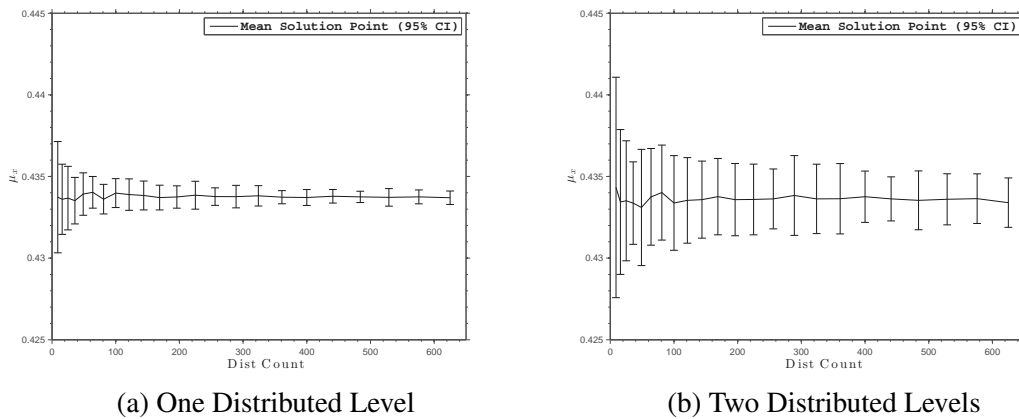 0.445
Mean Solution Point (95% CI)
0.44
0.435
μx
0.43
0.425
0 100 200 300 400 500 600
Dist Count
(a) One Distributed Level
0.445
Mean Solution Point (95% CI)
0.44
0.435
μx
0.43
0.425
0 100 200 300 400 500 600
Dist Count
(b) Two Distributed Levels